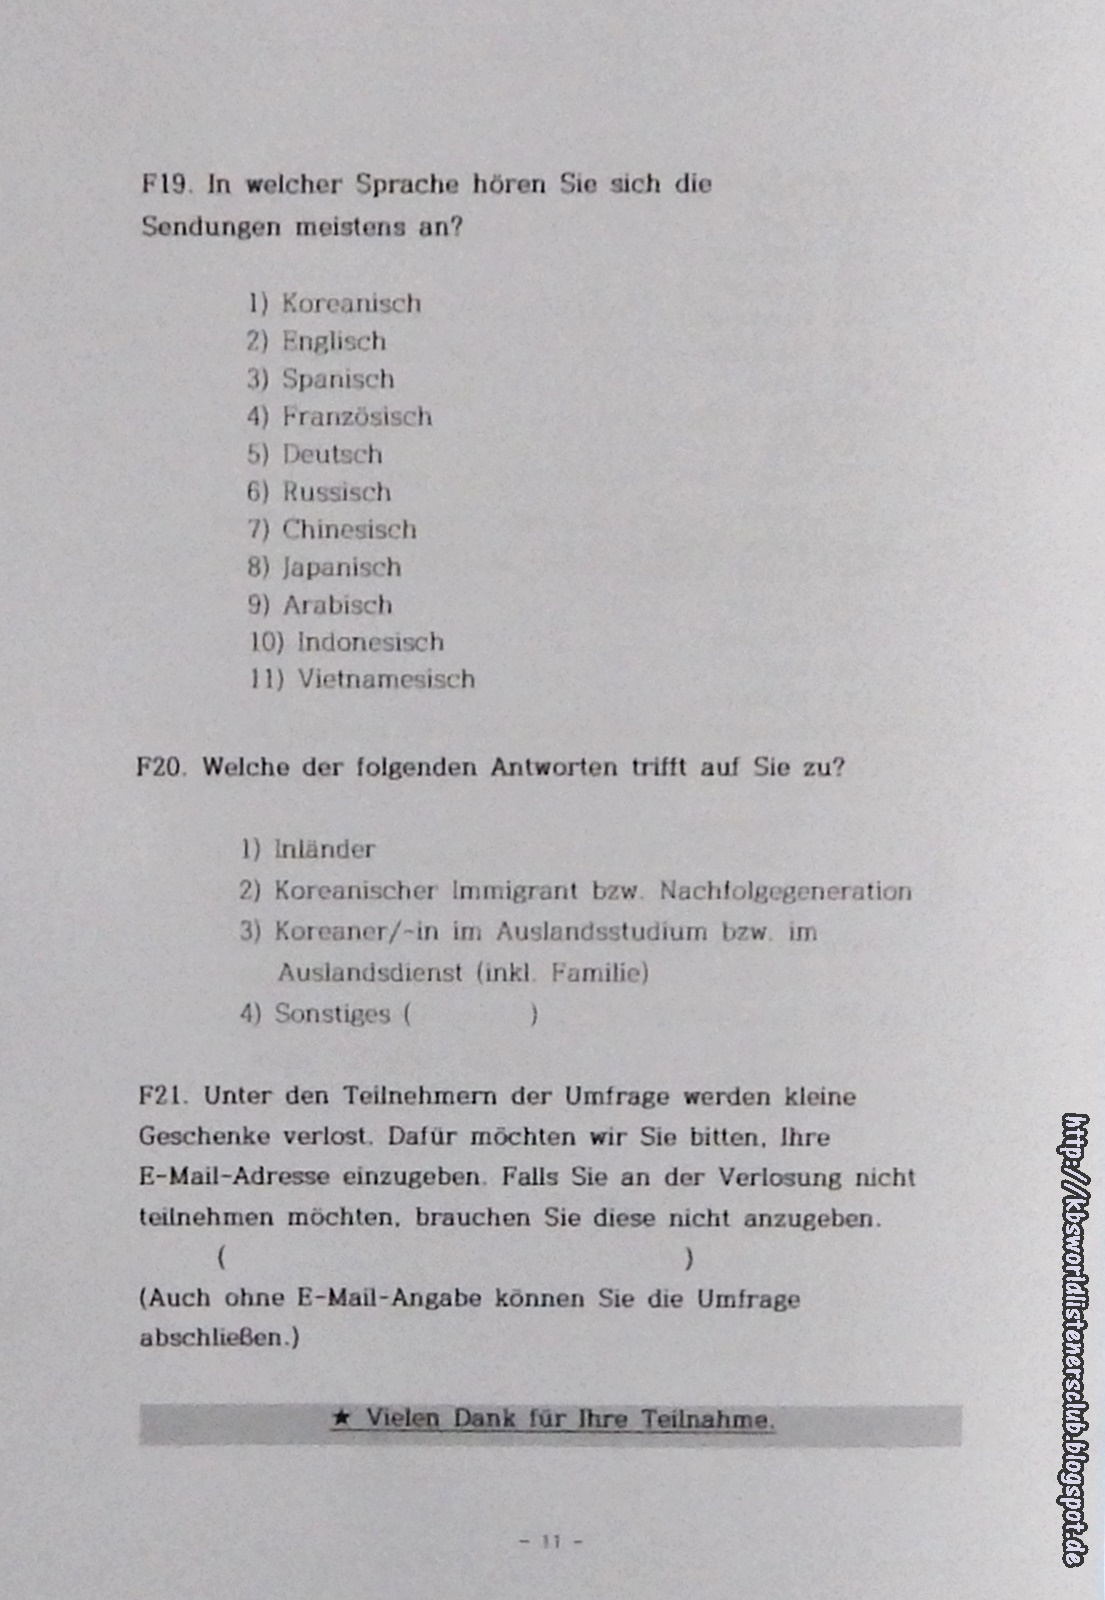 F19. In welcher Sprache hören Sie sich die
Sendungen meistens an?
1) Koreanisch
2) Englisch
3) Spanisch
4) Französisch
5) Deutsch
6) Russisch
7) Chinesisch
8) Japanisch
9) Arabisch
10) Indonesisch
11) Vietnamesisch
F20. Welche der folgenden Antworten trifft auf Sie zu?
1) Inländer
2) Koreanischer Immigrant bzw. Nachfolgegeneration
3) Koreaner/-in im Auslandsstudium bzw. im
Auslandsdienst (inkl. Familie)
4) Sonstiges ( )
F21. Unter den Teilnehmern der Umfrage werden kleine
Geschenke verlost. Dafür möchten wir Sie bitten, Ihre
E-Mail-Adresse einzugeben. Falls Sie an der Verlosung nicht
teilnehmen möchten, brauchen Sie diese nicht anzugeben.
( )
(Auch ohne E-Mail-Angabe können Sie die Umfrage
abschließen.)
★ Vielen Dank für Ihre Teilnahme.
- 11 -
http://kbsworldlistenersclub.blogspot.de